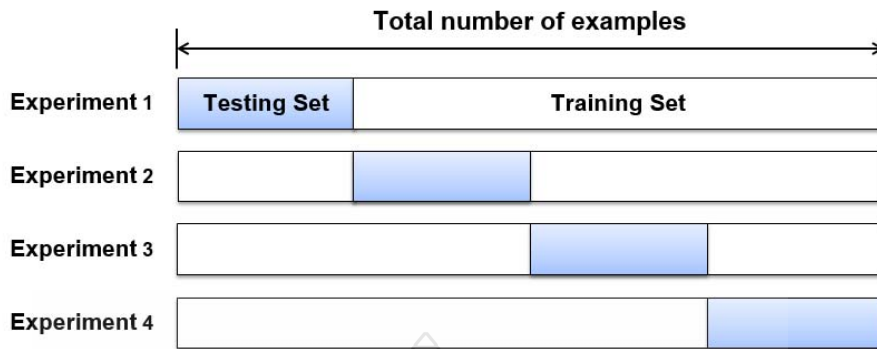 Total number of examples
Experiment 1
Testing Set
Training Set
Experiment 2
Experiment 3
Experiment 4